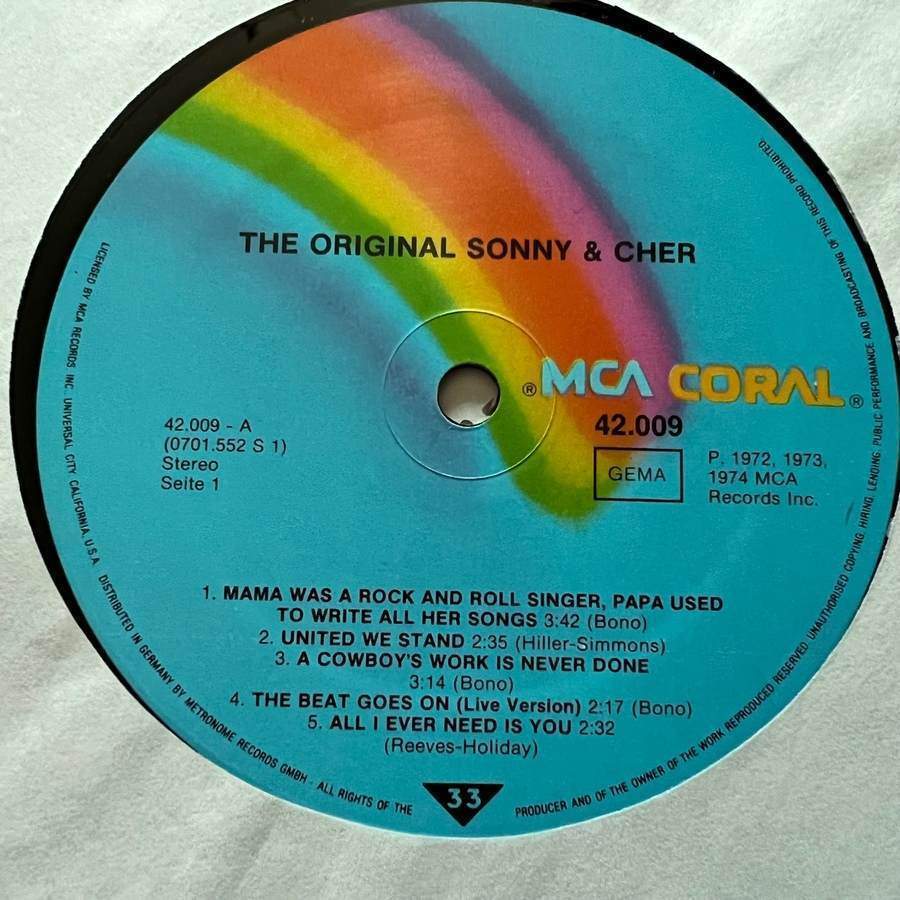 THE ORIGINAL SONNY & CHER
® MCA CORAL ®
42.009
GEMA
P. 1972, 1973,
1974 MCA
Records Inc.
42.009 - A
(0701.552 S 1)
Stereo
Seite 1
1. MAMA WAS A ROCK AND ROLL SINGER, PAPA USED
TO WRITE ALL HER SONGS 3:42 (Bono)
2. UNITED WE STAND 2:35 (Hiller-Simmons)
3. A COWBOY'S WORK IS NEVER DONE
3:14 (Bono)
4. THE BEAT GOES ON (Live Version) 2:17 (Bono)
5. ALL I EVER NEED IS YOU 2:32
(Reeves-Holiday)
33
LICENSED BY MCA RECORDS INC. UNIVERSAL CITY, CALIFORNIA, U.S.A. DISTRIBUTED IN GERMANY BY METRONOME RECORDS GMBH - ALL RIGHTS OF THE
PRODUCER AND OF THE OWNER OF THE WORK REPRODUCED RESERVED. UNAUTHORISED COPYING, HIRING, LENDING, PUBLIC PERFORMANCE AND BROADCASTING OF THIS RECORD PROHIBITED.